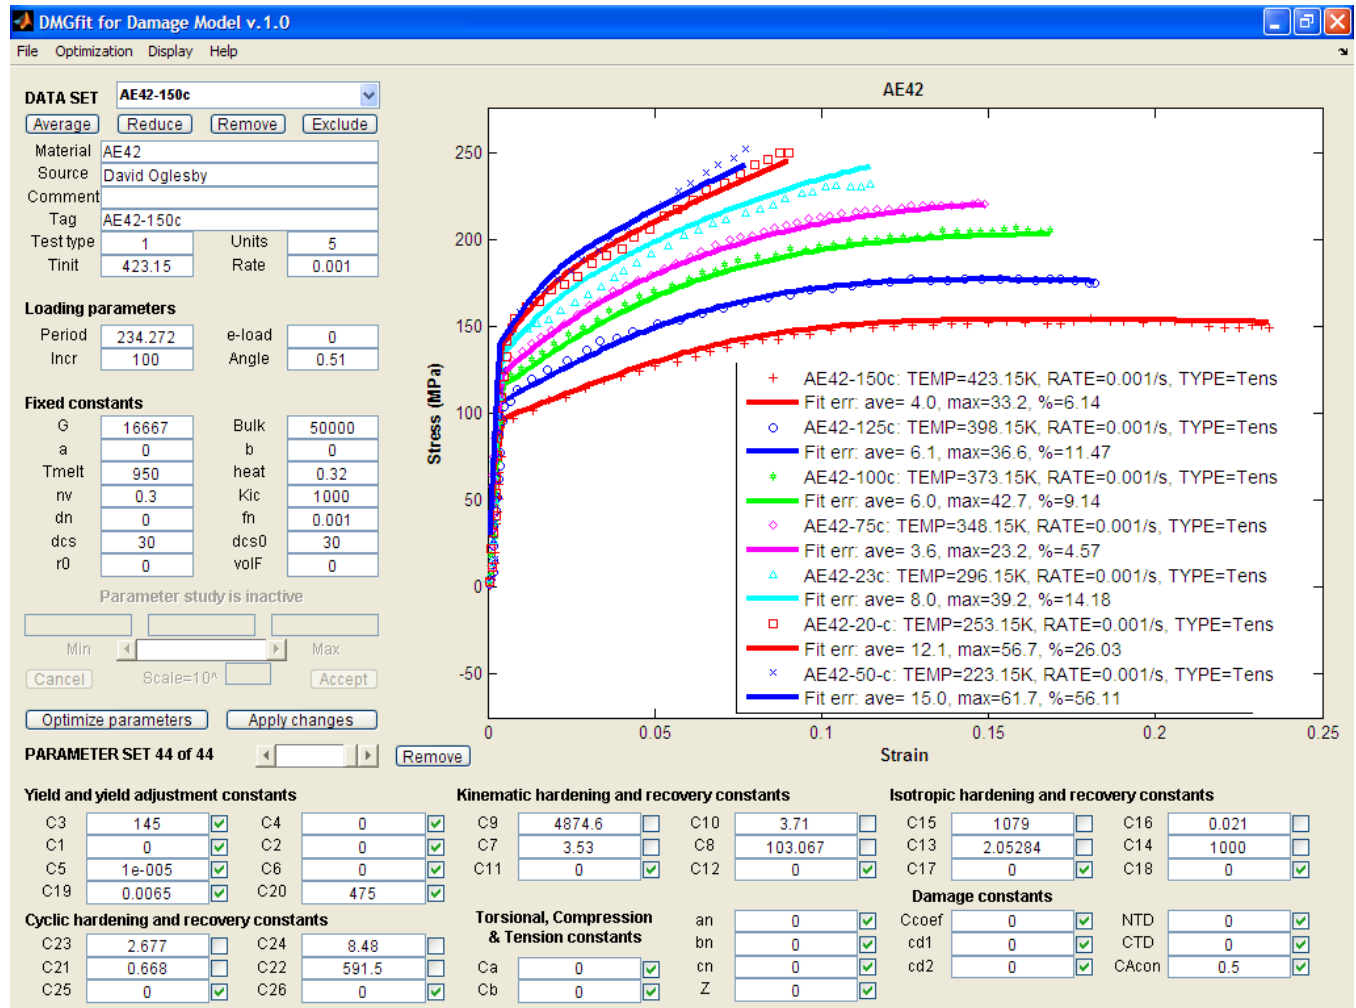 DMGfit for Damage Model v.1.0
File Optimization Display Help
DATA SET AE42-150c
Average Reduce Remove Exclude
Material AE42
Source David Oglesby
Comment
Tag AE42-150c
Test type 1 Units 5
Tinit 423.15 Rate 0.001
Loading parameters
Period 234.272 e-load 0
Incr 100 Angle 0.51
Fixed constants
G 16667 Bulk 50000
a 0 b 0
Tmelt 950 heat 0.32
nv 0.3 Kic 1000
dn 0 fn 0.001
dcs 30 dcs0 30
r0 0 volF 0
Parameter study is inactive
Min Max
Cancel Scale=10^ Accept
Optimize parameters Apply changes
PARAMETER SET 44 of 44 Remove
AE42
250
200
150
100
50
0
-50
Stress (MPa)
0 0.05 0.1 0.15 0.2 0.25
Strain
AE42-150c: TEMP=423.15K, RATE=0.001/s, TYPE=Tens
Fit err: ave= 4.0, max=33.2, %=6.14
AE42-125c: TEMP=398.15K, RATE=0.001/s, TYPE=Tens
Fit err: ave= 6.1, max=36.6, %=11.47
AE42-100c: TEMP=373.15K, RATE=0.001/s, TYPE=Tens
Fit err: ave= 6.0, max=42.7, %=9.14
AE42-75c: TEMP=348.15K, RATE=0.001/s, TYPE=Tens
Fit err: ave= 3.6, max=23.2, %=4.57
AE42-23c: TEMP=296.15K, RATE=0.001/s, TYPE=Tens
Fit err: ave= 8.0, max=39.2, %=14.18
AE42-20-c: TEMP=253.15K, RATE=0.001/s, TYPE=Tens
Fit err: ave= 12.1, max=56.7, %=26.03
AE42-50-c: TEMP=223.15K, RATE=0.001/s, TYPE=Tens
Fit err: ave= 15.0, max=61.7, %=56.11
Yield and yield adjustment constants
C3 145 C4 0
C1 0 C2 0
C5 1e-005 C6 0
C19 0.0065 C20 475
Cyclic hardening and recovery constants
C23 2.677 C24 8.48
C21 0.668 C22 591.5
C25 0 C26 0
Kinematic hardening and recovery constants
C9 4874.6 C10 3.71
C7 3.53 C8 103.067
C11 0 C12 0
Torsional, Compression
& Tension constants
Ca 0
Cb 0
an 0
bn 0
cn 0
Z 0
Isotropic hardening and recovery constants
C15 1079 C16 0.021
C13 2.05284 C14 1000
C17 0 C18 0
Damage constants
Ccoef 0 NTD 0
cd1 0 CTD 0
cd2 0 CAcon 0.5